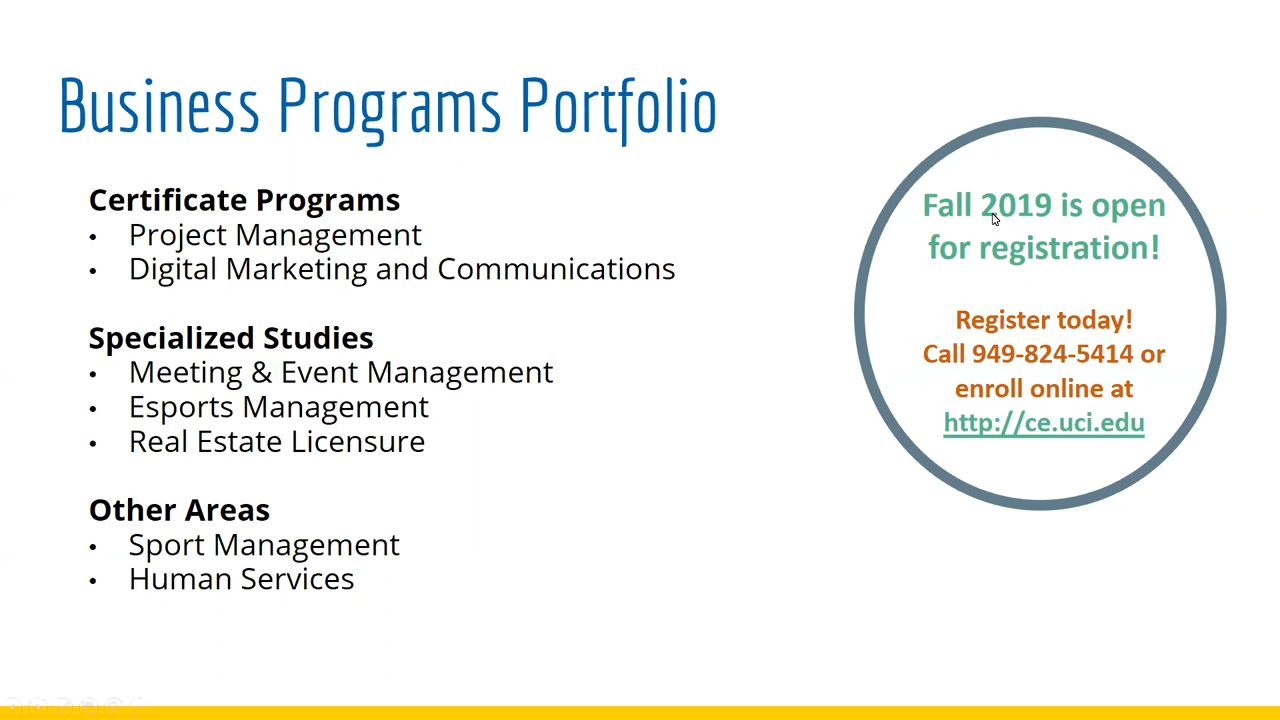 Business Programs Portfolio
Certificate Programs
• Project Management
• Digital Marketing and Communications
Specialized Studies
• Meeting & Event Management
• Esports Management
• Real Estate Licensure
Other Areas
• Sport Management
• Human Services
Fall 2019 is open
for registration!
Register today!
Call 949-824-5414 or
enroll online at
http://ce.uci.edu